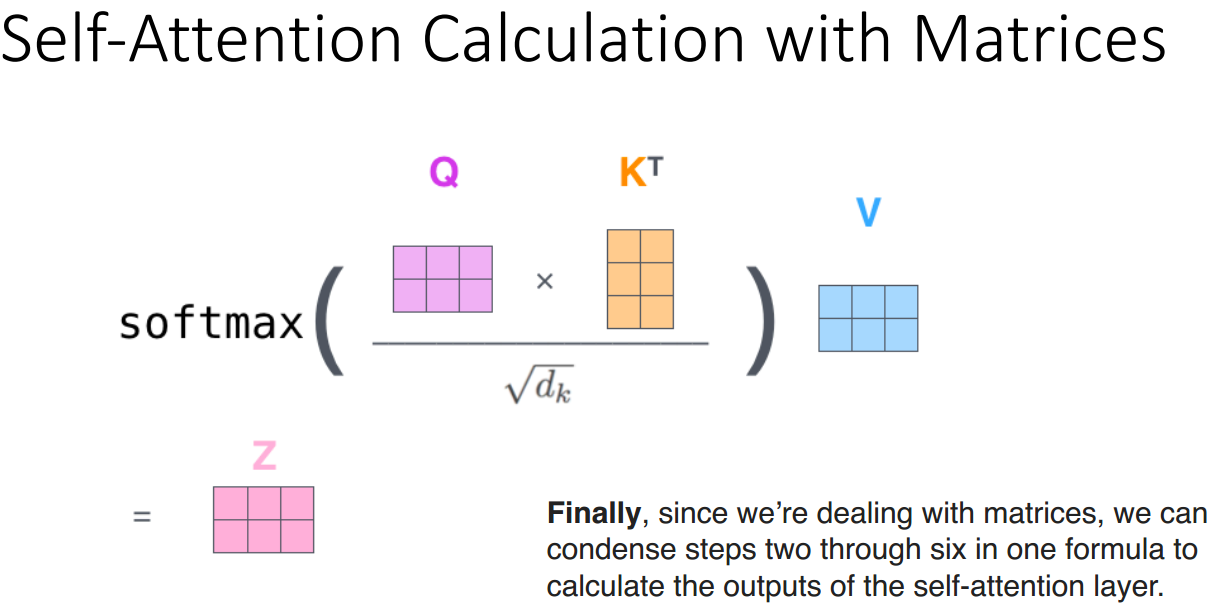 Self-Attention Calculation with Matrices
Q
Kᵀ
V
softmax ( × )
√dₖ
Z
=
Finally, since we’re dealing with matrices, we can
condense steps two through six in one formula to
calculate the outputs of the self-attention layer.